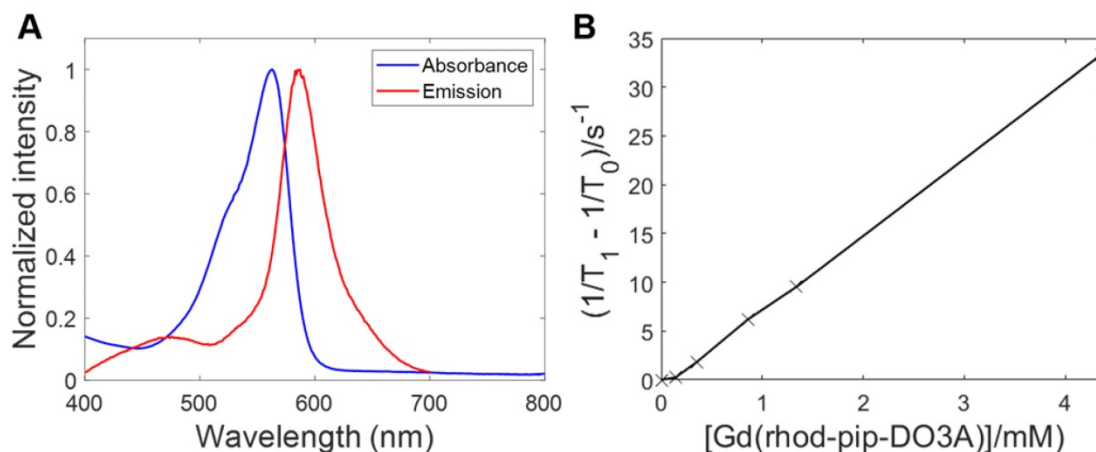 A
Normalized intensity
1
0.8
0.6
0.4
0.2
0
Absorbance
Emission
400 500 600 700 800
Wavelength (nm)
B
(1/T₁ - 1/T₀)/s⁻¹
35
30
25
20
15
10
5
0
0 1 2 3 4
[Gd(rhod-pip-DO3A)]/mM)